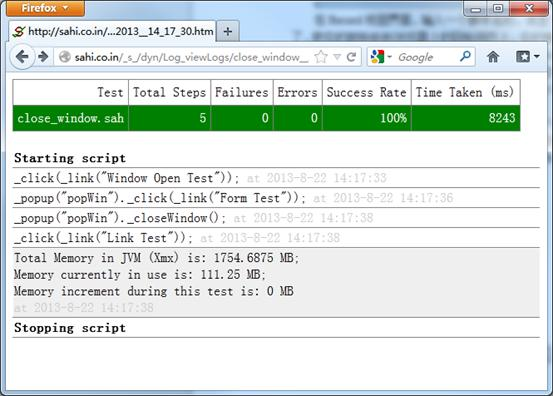 Firefox
http://sahi.co.in/...2013__14_17_30.htm
sahi.co.in/_s_/dyn/Log_viewLogs/close_window__
Google
Test Total Steps Failures Errors Success Rate Time Taken (ms)
close_window.sah 5 0 0 100% 8243
Starting script
_click(_link("Window Open Test")); at 2013-8-22 14:17:33
_popup("popWin")._click(_link("Form Test")); at 2013-8-22 14:17:36
_popup("popWin")._closeWindow(); at 2013-8-22 14:17:38
_click(_link("Link Test")); at 2013-8-22 14:17:38
Total Memory in JVM (Xmx) is: 1754.6875 MB;
Memory currently in use is: 111.25 MB;
Memory increment during this test is: 0 MB
at 2013-8-22 14:17:38
Stopping script